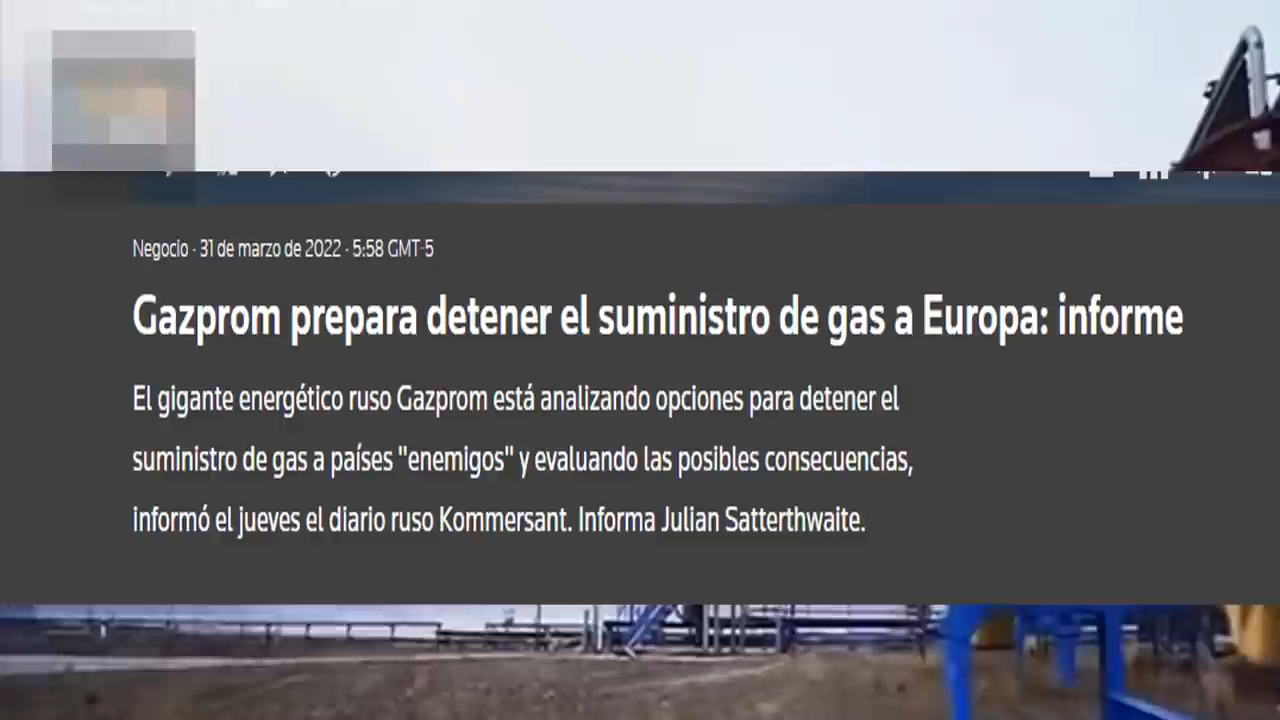 Negocio · 31 de marzo de 2022 · 5:58 GMT-5
Gazprom prepara detener el suministro de gas a Europa: informe
El gigante energético ruso Gazprom está analizando opciones para detener el
suministro de gas a países "enemigos" y evaluando las posibles consecuencias,
informó el jueves el diario ruso Kommersant. Informa Julian Satterthwaite.